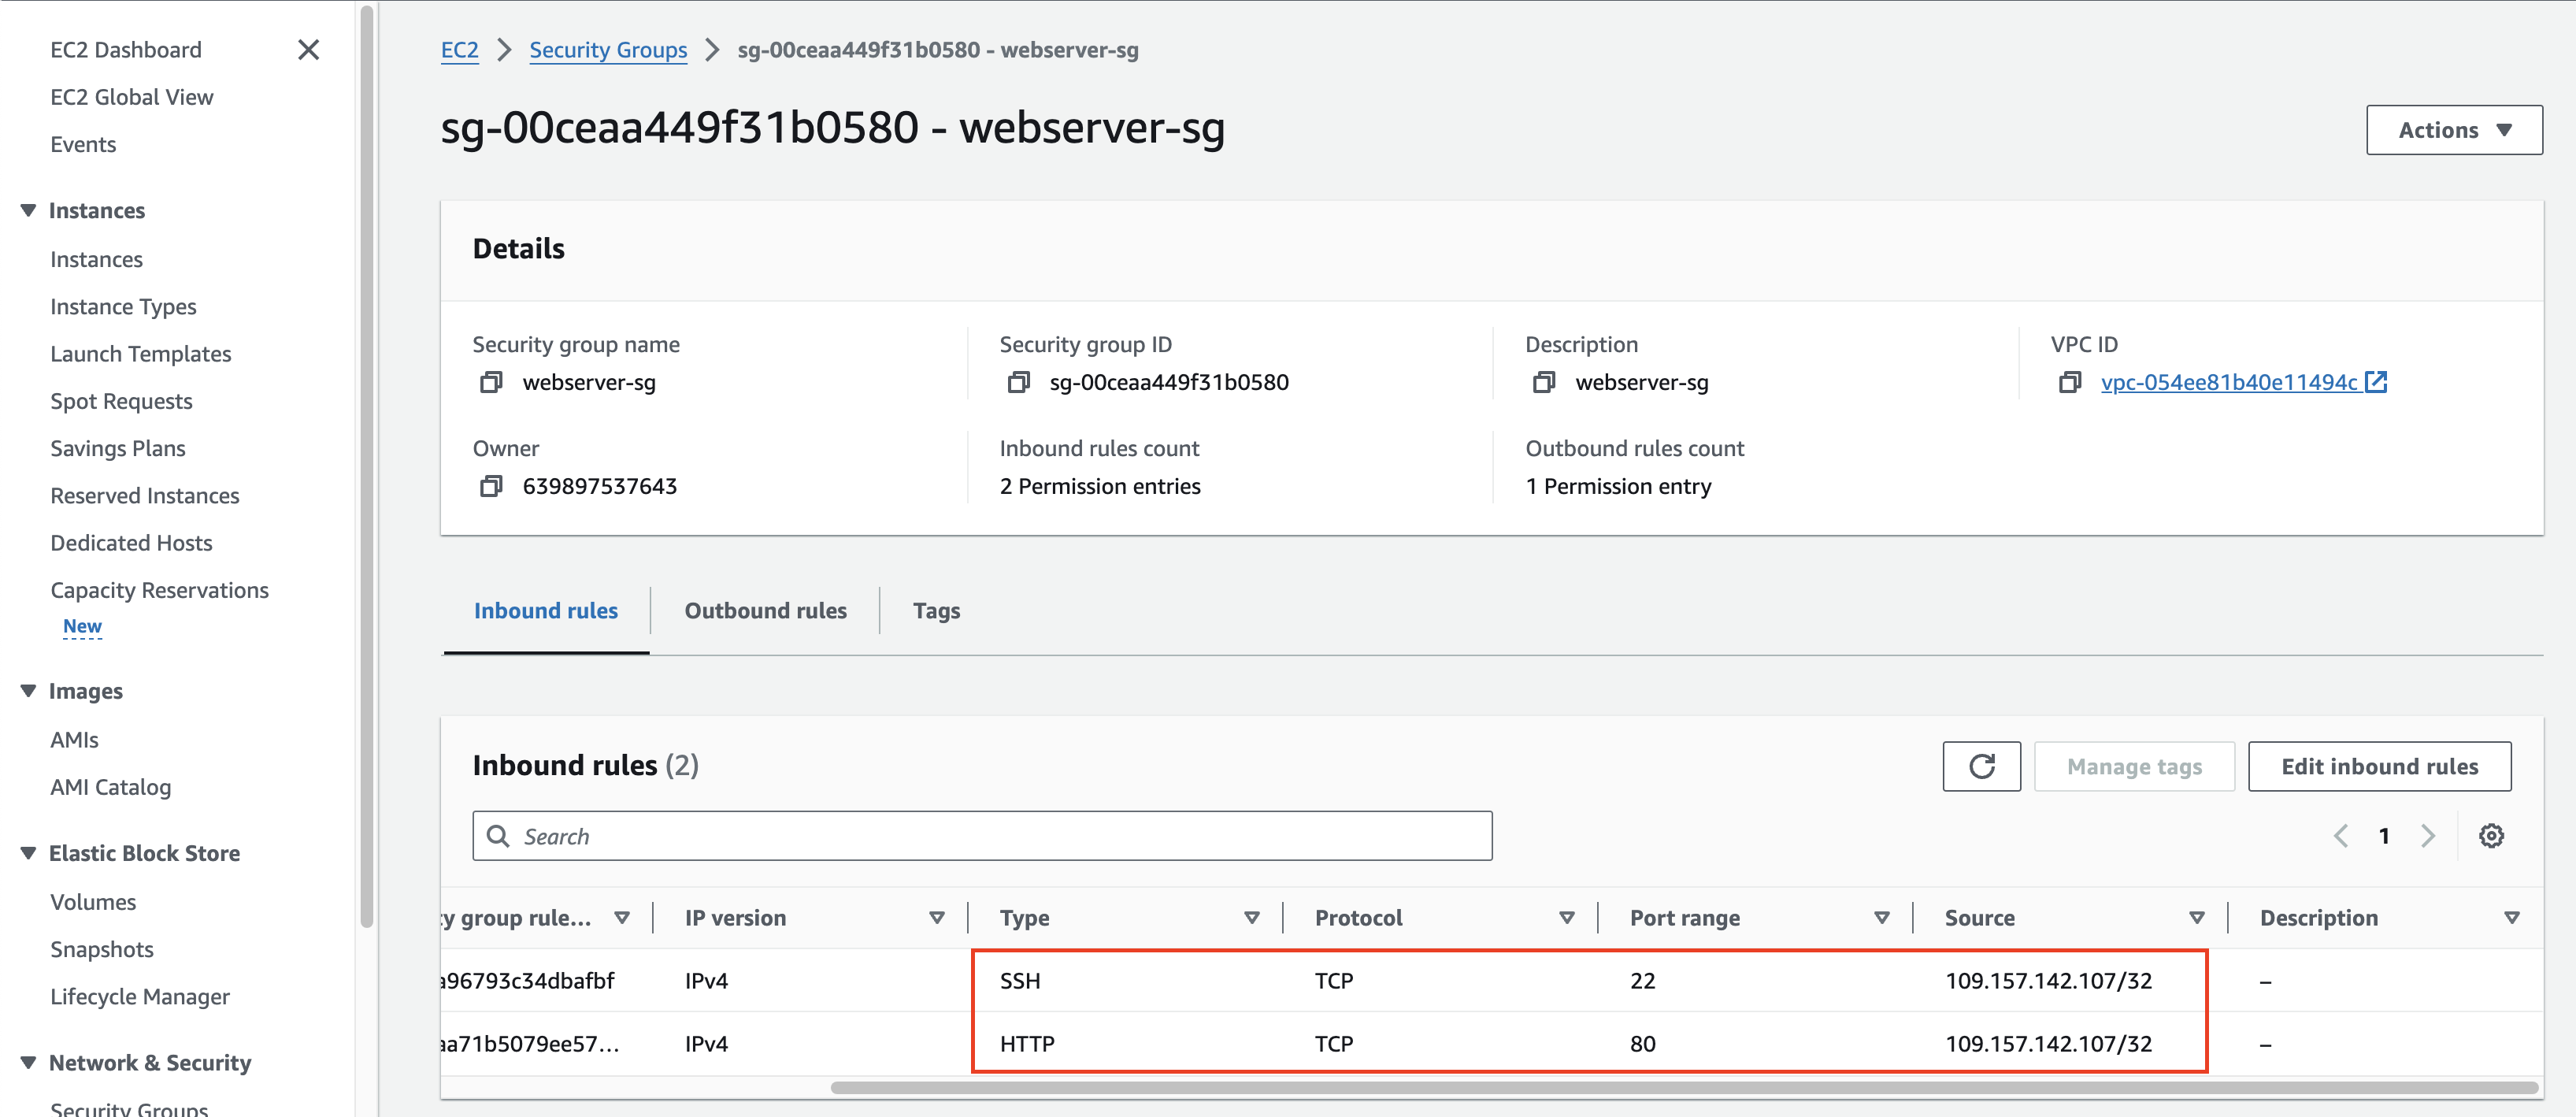 EC2 Dashboard
EC2 Global View
Events
Instances
Instances
Instance Types
Launch Templates
Spot Requests
Savings Plans
Reserved Instances
Dedicated Hosts
Capacity Reservations
New
Images
AMIs
AMI Catalog
Elastic Block Store
Volumes
Snapshots
Lifecycle Manager
Network & Security
Security Groups
EC2 > Security Groups > sg-00ceaa449f31b0580 - webserver-sg
sg-00ceaa449f31b0580 - webserver-sg
Actions
Details
Security group name
webserver-sg
Security group ID
sg-00ceaa449f31b0580
Description
webserver-sg
VPC ID
vpc-054ee81b40e11494c
Owner
639897537643
Inbound rules count
2 Permission entries
Outbound rules count
1 Permission entry
Inbound rules Outbound rules Tags
Inbound rules (2)
Manage tags Edit inbound rules
Search
1
ty group rule... IP version Type Protocol Port range Source Description
a96793c34dbafbf IPv4 SSH TCP 22 109.157.142.107/32 –
aa71b5079ee57... IPv4 HTTP TCP 80 109.157.142.107/32 –